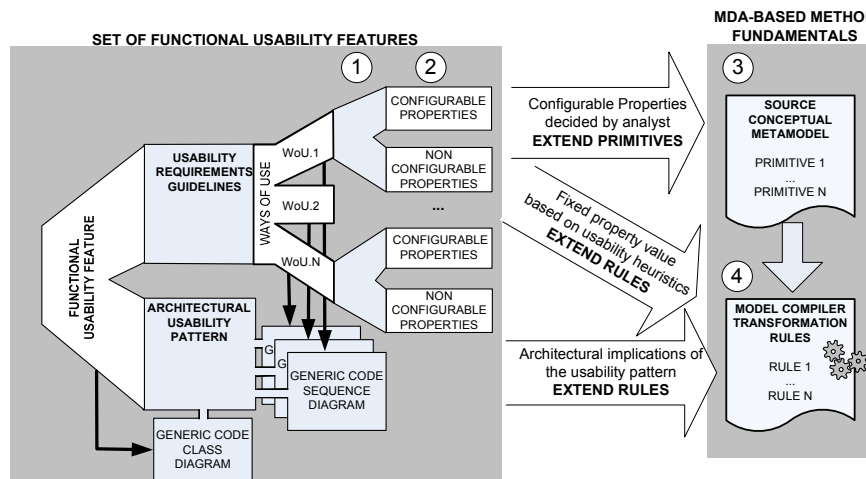 SET OF FUNCTIONAL USABILITY FEATURES
1
2
FUNCTIONAL
USABILITY FEATURE
USABILITY
REQUIREMENTS
GUIDELINES
WAYS OF USE
WoU.1
WoU.2
WoU.N
CONFIGURABLE
PROPERTIES
NON
CONFIGURABLE
PROPERTIES
...
CONFIGURABLE
PROPERTIES
NON
CONFIGURABLE
PROPERTIES
ARCHITECTURAL
USABILITY
PATTERN
G
G
GENERIC CODE
SEQUENCE
DIAGRAM
GENERIC CODE
CLASS
DIAGRAM
Configurable Properties
decided by analyst
EXTEND PRIMITIVES
Fixed property value
based on usability heuristics
EXTEND RULES
Architectural implications of
the usability pattern
EXTEND RULES
MDA-BASED METHO
FUNDAMENTALS
3
SOURCE
CONCEPTUAL
METAMODEL
PRIMITIVE 1
...
PRIMITIVE N
4
MODEL COMPILER
TRANSFORMATION
RULES
RULE 1
...
RULE N